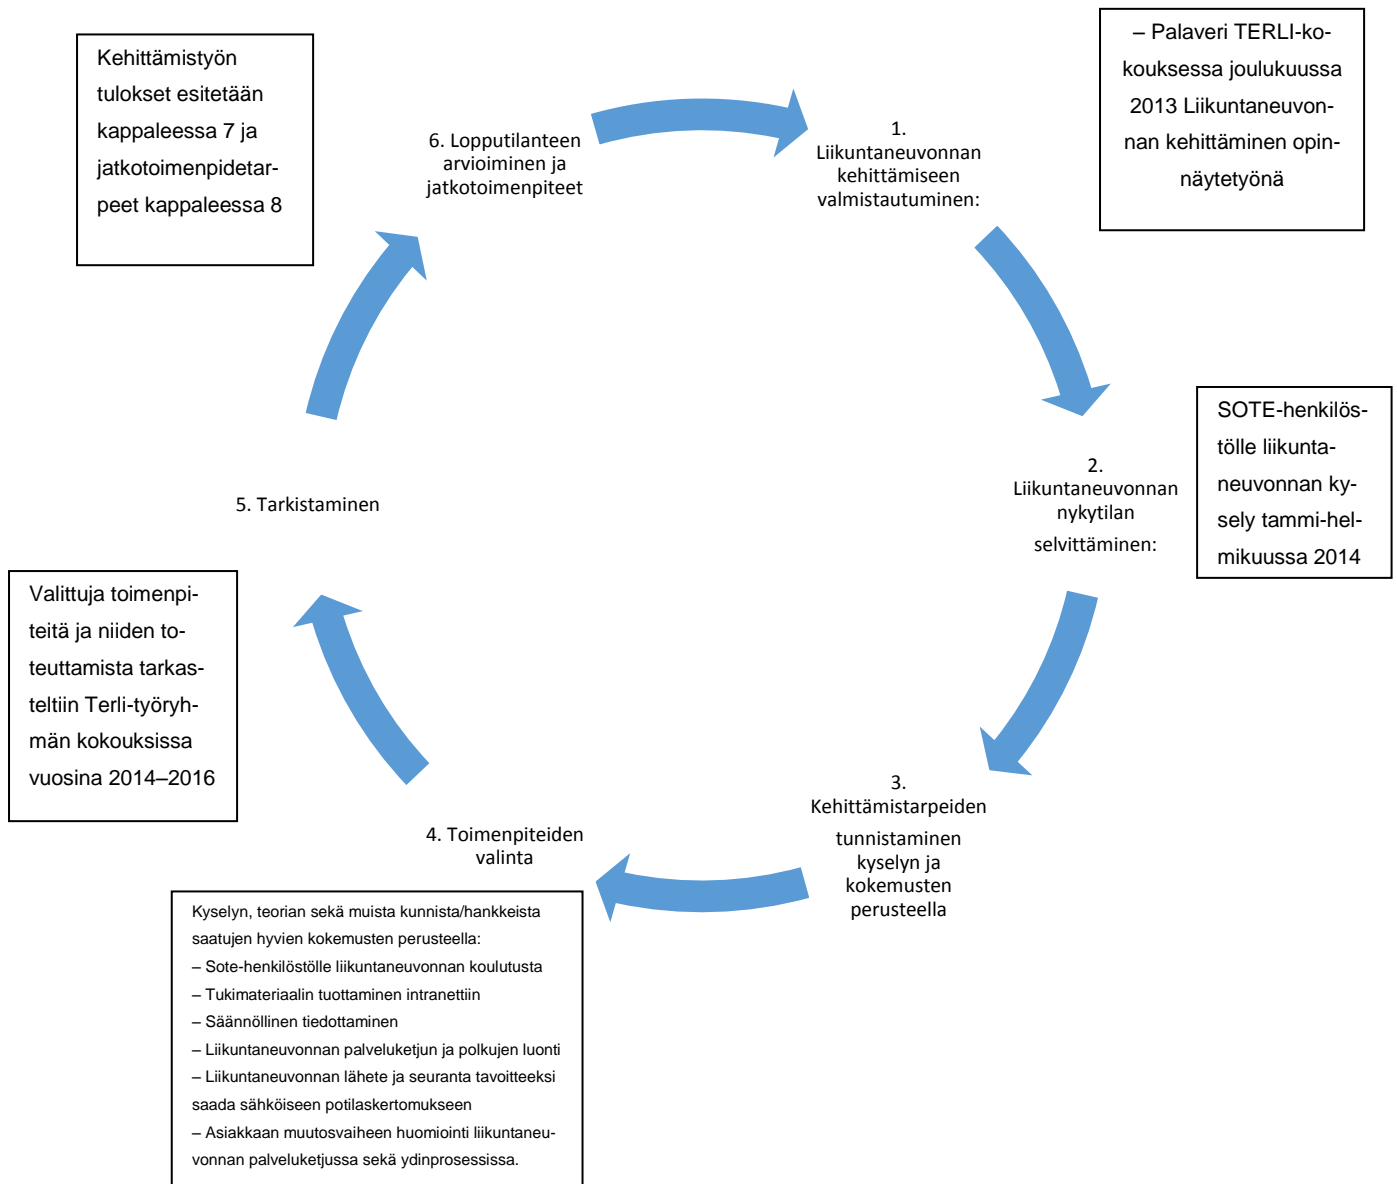 Kehittämistyön
tulokset esitetään
kappaleessa 7 ja
jatkotoimenpidetar-
peet kappaleessa 8
6. Lopputilanteen
arvioiminen ja
jatkotoimenpiteet
1.
Liikuntaneuvonnan
kehittämiseen
valmistautuminen:
– Palaveri TERLI-ko-
kouksessa joulukuussa
2013 Liikuntaneuvon-
nan kehittäminen opin-
näytetyönä
2.
Liikuntaneuvonnan
nykytilan
selvittäminen:
SOTE-henkilös-
tölle liikunta-
neuvonnan ky-
sely tammi-hel-
mikuussa 2014
3.
Kehittämistarpeiden
tunnistaminen
kyselyn ja
kokemusten
perusteella
4. Toimenpiteiden
valinta
Kyselyn, teorian sekä muista kunnista/hankkeista
saatujen hyvien kokemusten perusteella:
– Sote-henkilöstölle liikuntaneuvonnan koulutusta
– Tukimateriaalin tuottaminen intranettiin
– Säännöllinen tiedottaminen
– Liikuntaneuvonnan palveluketjun ja polkujen luonti
– Liikuntaneuvonnan lähete ja seuranta tavoitteeksi
saada sähköiseen potilaskertomukseen
– Asiakkaan muutosvaiheen huomiointi liikuntaneu-
vonnan palveluketjussa sekä ydinprosessissa.
5. Tarkistaminen
Valittuja toimenpi-
teitä ja niiden to-
teuttamista tarkas-
teltiin Terli-työryh-
män kokouksissa
vuosina 2014–2016